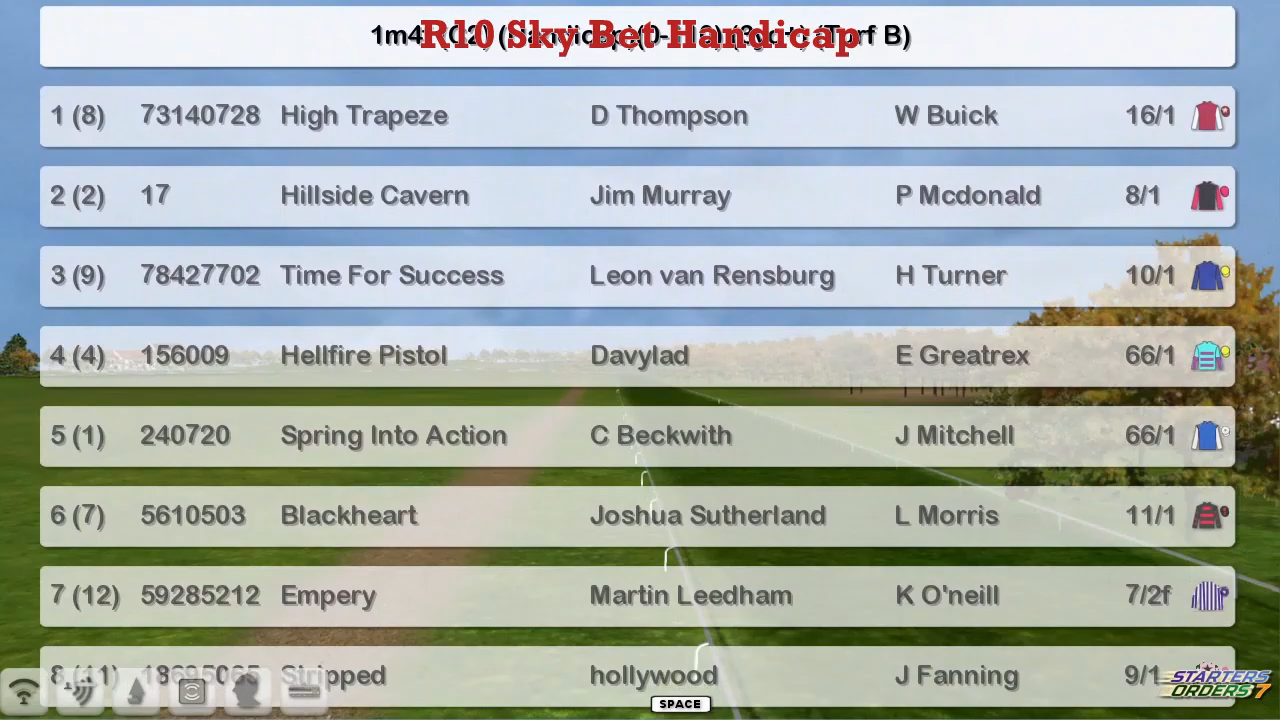 R10 Sky Bet Handicap
1 (8) 73140728 High Trapeze D Thompson W Buick 16/1
2 (2) 17 Hillside Cavern Jim Murray P Mcdonald 8/1
3 (9) 78427702 Time For Success Leon van Rensburg H Turner 10/1
4 (4) 156009 Hellfire Pistol Davylad E Greatrex 66/1
5 (1) 240720 Spring Into Action C Beckwith J Mitchell 66/1
6 (7) 5610503 Blackheart Joshua Sutherland L Morris 11/1
7 (12) 59285212 Empery Martin Leedham K O'neill 7/2f
8 (11) 18695065 Stripped hollywood J Fanning 9/1
STARTERS
ORDERS 7
SPACE